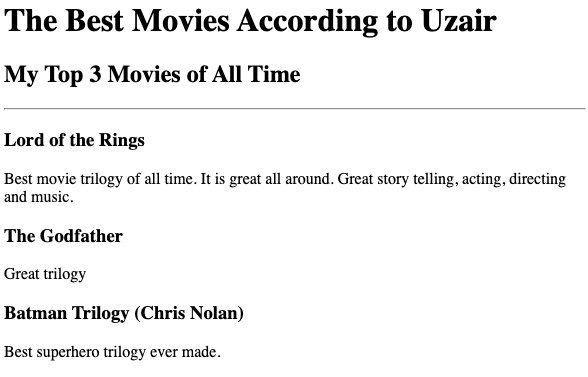 The Best Movies According to Uzair
My Top 3 Movies of All Time
Lord of the Rings
Best movie trilogy of all time. It is great all around. Great story telling, acting, directing
and music.
The Godfather
Great trilogy
Batman Trilogy (Chris Nolan)
Best superhero trilogy ever made.